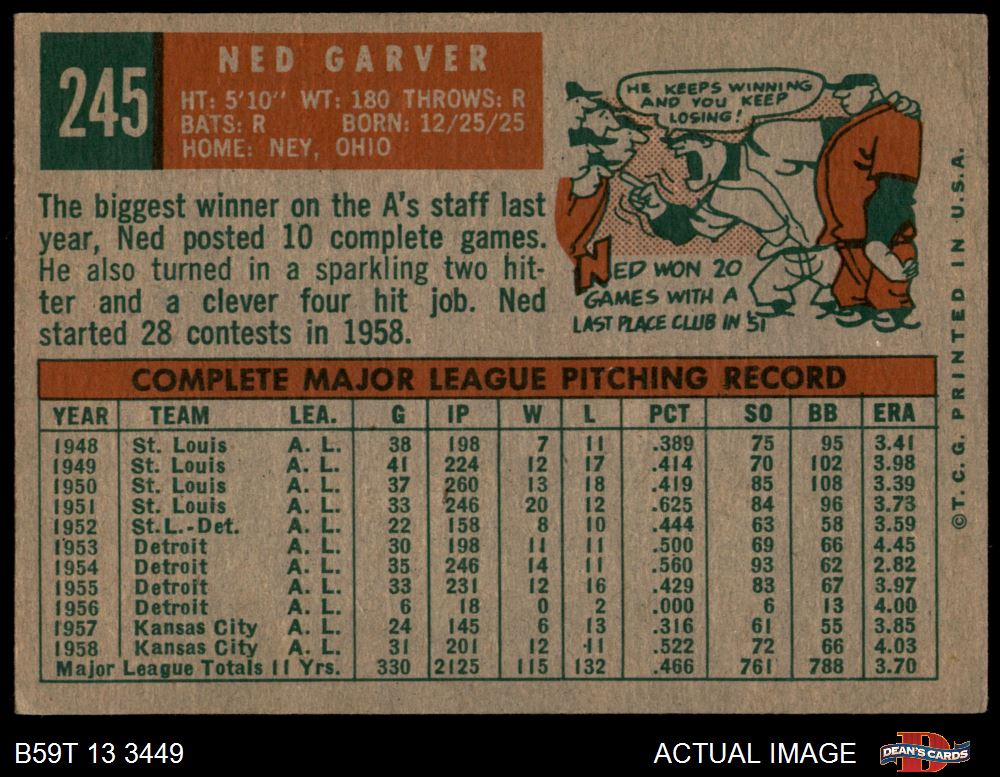 245
NED GARVER
HT: 5'10" WT: 180 THROWS: R
BATS: R BORN: 12/25/25
HOME: NEY, OHIO
The biggest winner on the A's staff last
year, Ned posted 10 complete games.
He also turned in a sparkling two hit-
ter and a clever four hit job. Ned
started 28 contests in 1958.
HE KEEPS WINNING
AND YOU KEEP
LOSING!
NED WON 20
GAMES WITH A
LAST PLACE CLUB IN '51
COMPLETE MAJOR LEAGUE PITCHING RECORD
YEAR TEAM LEA. G IP W L PCT SO BB ERA
1948 St. Louis A. L. 38 198 7 11 .389 75 95 3.41
1949 St. Louis A. L. 41 224 12 17 .414 70 102 3.98
1950 St. Louis A. L. 37 260 13 18 .419 85 108 3.39
1951 St. Louis A. L. 33 246 20 12 .625 84 96 3.73
1952 St.L.-Det. A. L. 22 158 8 10 .444 63 58 3.59
1953 Detroit A. L. 30 198 11 11 .500 69 66 4.45
1954 Detroit A. L. 35 246 14 11 .560 93 62 2.82
1955 Detroit A. L. 33 231 12 16 .429 83 67 3.97
1956 Detroit A. L. 6 18 0 2 .000 6 13 4.00
1957 Kansas City A. L. 24 145 6 13 .316 61 55 3.85
1958 Kansas City A. L. 31 201 12 11 .522 72 66 4.03
Major League Totals 11 Yrs. 330 2125 115 132 .466 761 788 3.70
©T.C.G. PRINTED IN U.S.A.
B59T 13 3449
ACTUAL IMAGE
DEAN'S CARDS